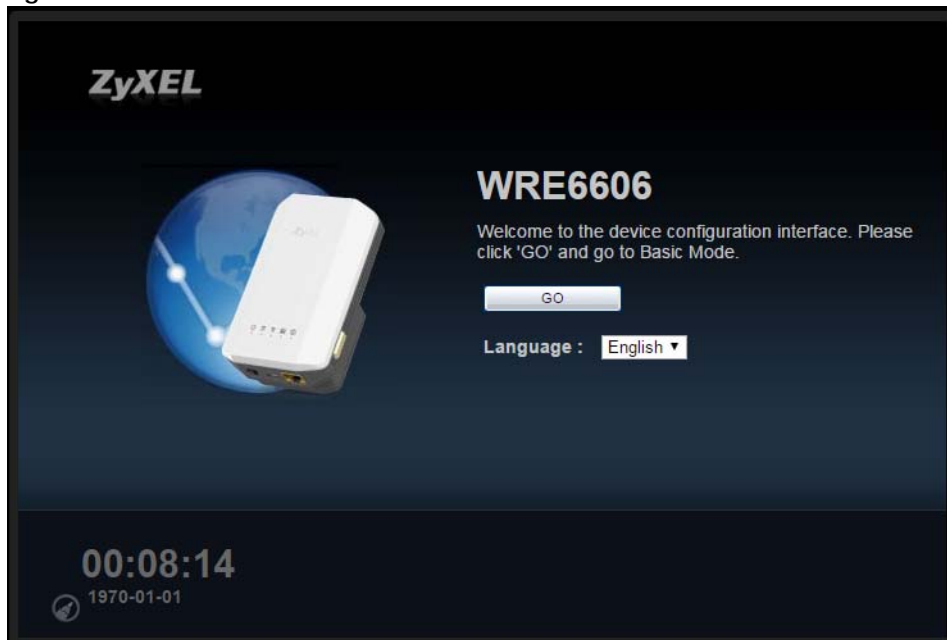 ZyXEL
WRE6606
Welcome to the device configuration interface. Please
click 'GO' and go to Basic Mode.
GO
Language : English
00:08:14
1970-01-01